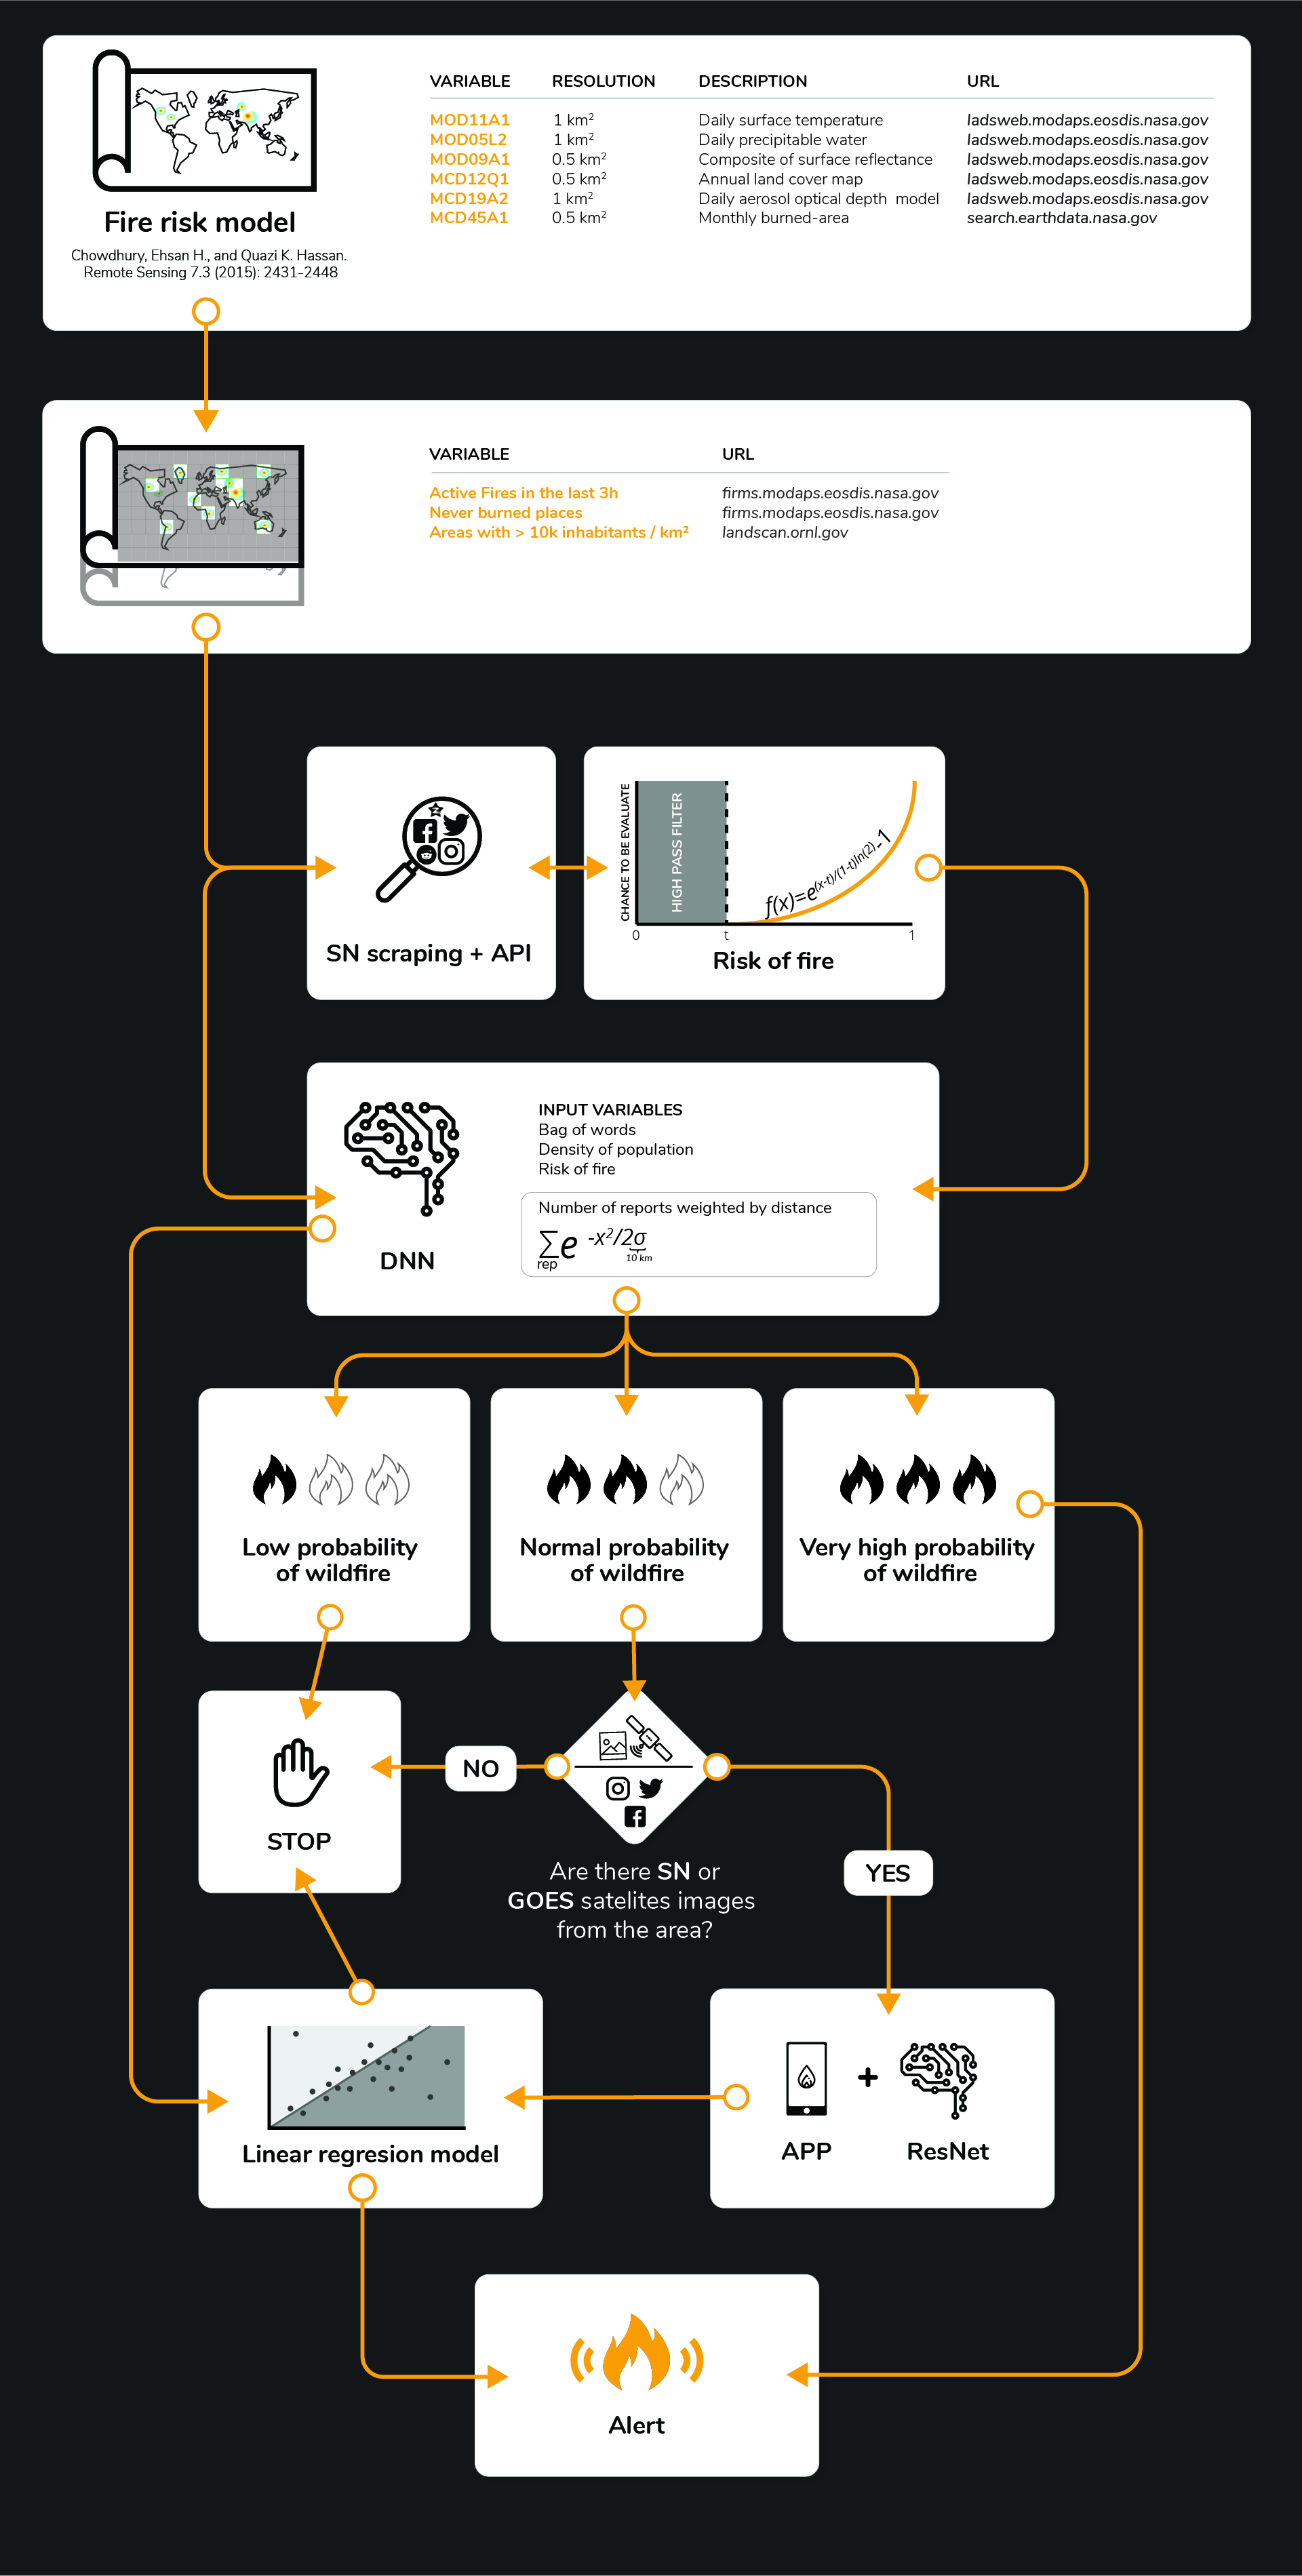 Fire risk model
Chowdhury, Ehsan H., and Quazi K. Hassan.
Remote Sensing 7.3 (2015): 2431-2448
VARIABLE RESOLUTION DESCRIPTION URL
MOD11A1 1 km² Daily surface temperature ladsweb.modaps.eosdis.nasa.gov
MOD05L2 1 km² Daily precipitable water ladsweb.modaps.eosdis.nasa.gov
MOD09A1 0.5 km² Composite of surface reflectance ladsweb.modaps.eosdis.nasa.gov
MCD12Q1 0.5 km² Annual land cover map ladsweb.modaps.eosdis.nasa.gov
MCD19A2 1 km² Daily aerosol optical depth model ladsweb.modaps.eosdis.nasa.gov
MCD45A1 0.5 km² Monthly burned-area search.earthdata.nasa.gov
VARIABLE URL
Active Fires in the last 3h firms.modaps.eosdis.nasa.gov
Never burned places firms.modaps.eosdis.nasa.gov
Areas with > 10k inhabitants / km² landscan.ornl.gov
SN scraping + API
CHANCE TO BE EVALUATE
HIGH PASS FILTER
f(x)=e^(x-t)/(1-t)ln(2)-1
0 t 1
Risk of fire
DNN
INPUT VARIABLES
Bag of words
Density of population
Risk of fire
Number of reports weighted by distance
∑e -x²/2σ
rep 10 km
Low probability
of wildfire
Normal probability
of wildfire
Very high probability
of wildfire
STOP
NO
Are there SN or
GOES satelites images
from the area?
YES
Linear regresion model
APP + ResNet
Alert